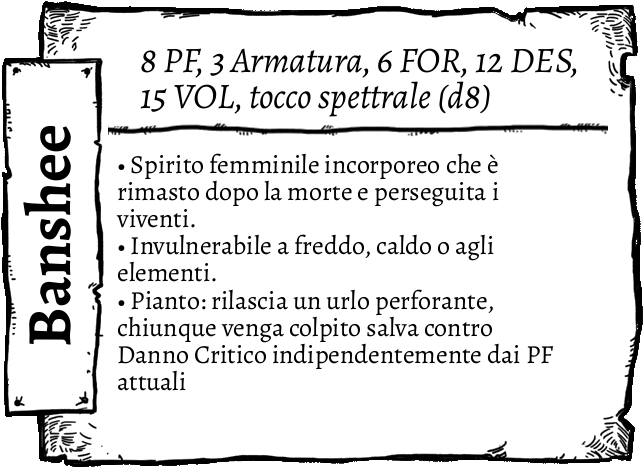 Banshee
8 PF, 3 Armatura, 6 FOR, 12 DES,
15 VOL, tocco spettrale (d8)
• Spirito femminile incorporeo che è
rimasto dopo la morte e perseguita i
viventi.
• Invulnerabile a freddo, caldo o agli
elementi.
• Pianto: rilascia un urlo perforante,
chiunque venga colpito salva contro
Danno Critico indipendentemente dai PF
attuali